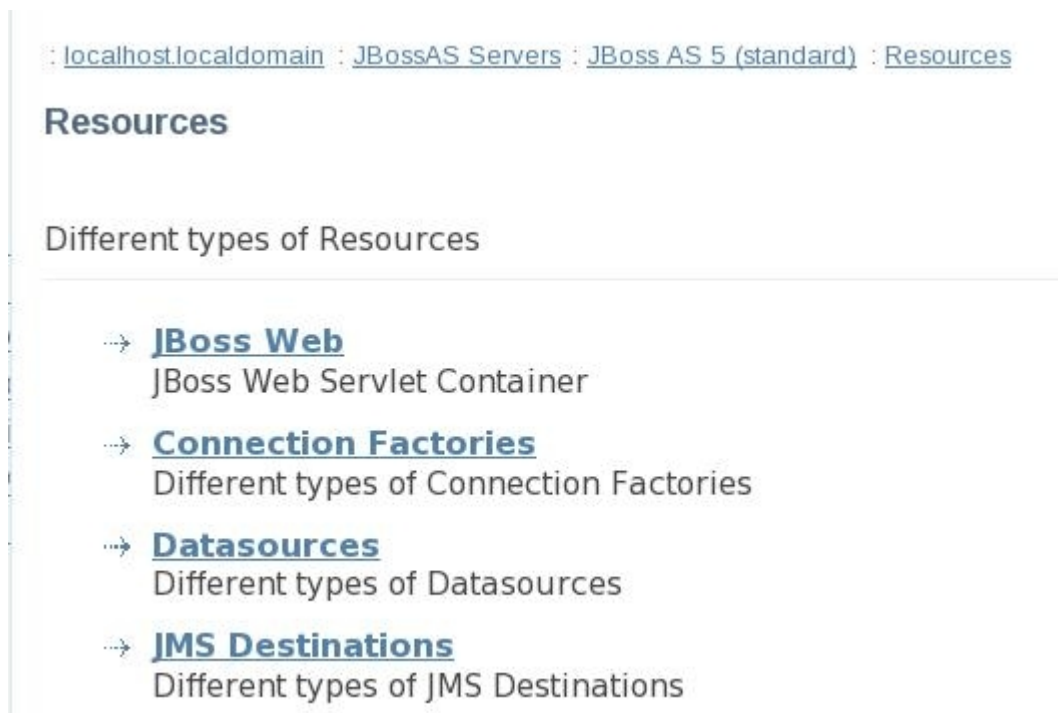 : localhost.localdomain : JBossAS Servers : JBoss AS 5 (standard) : Resources
Resources
Different types of Resources
JBoss Web
JBoss Web Servlet Container
Connection Factories
Different types of Connection Factories
Datasources
Different types of Datasources
JMS Destinations
Different types of JMS Destinations